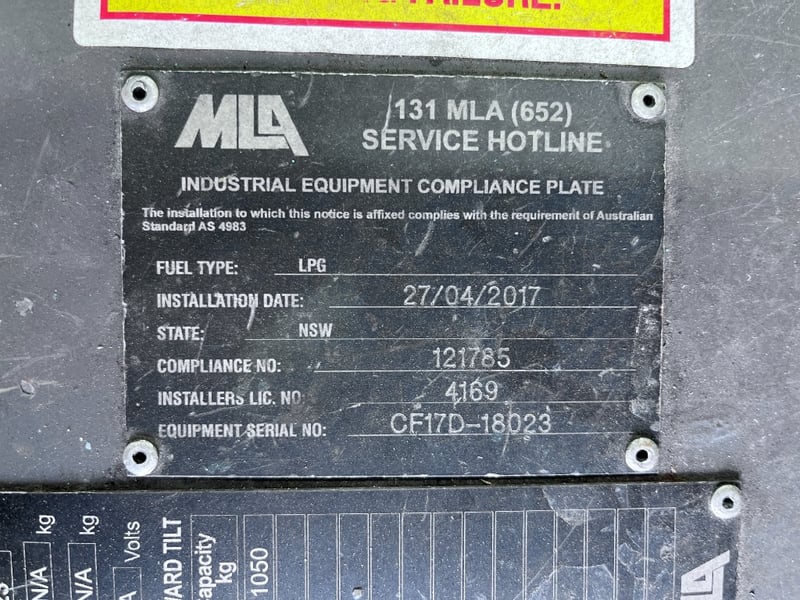 MLA
131 MLA (652)
SERVICE HOTLINE
INDUSTRIAL EQUIPMENT COMPLIANCE PLATE
The installation to which this notice is affixed complies with the requirement of Australian
Standard AS 4983
FUEL TYPE: LPG
INSTALLATION DATE: 27/04/2017
STATE: NSW
COMPLIANCE NO: 121785
INSTALLERS LIC. NO: 4169
EQUIPMENT SERIAL NO: CF17D-18023
N/A kg
N/A kg
Volts
Capacity
kg
1050